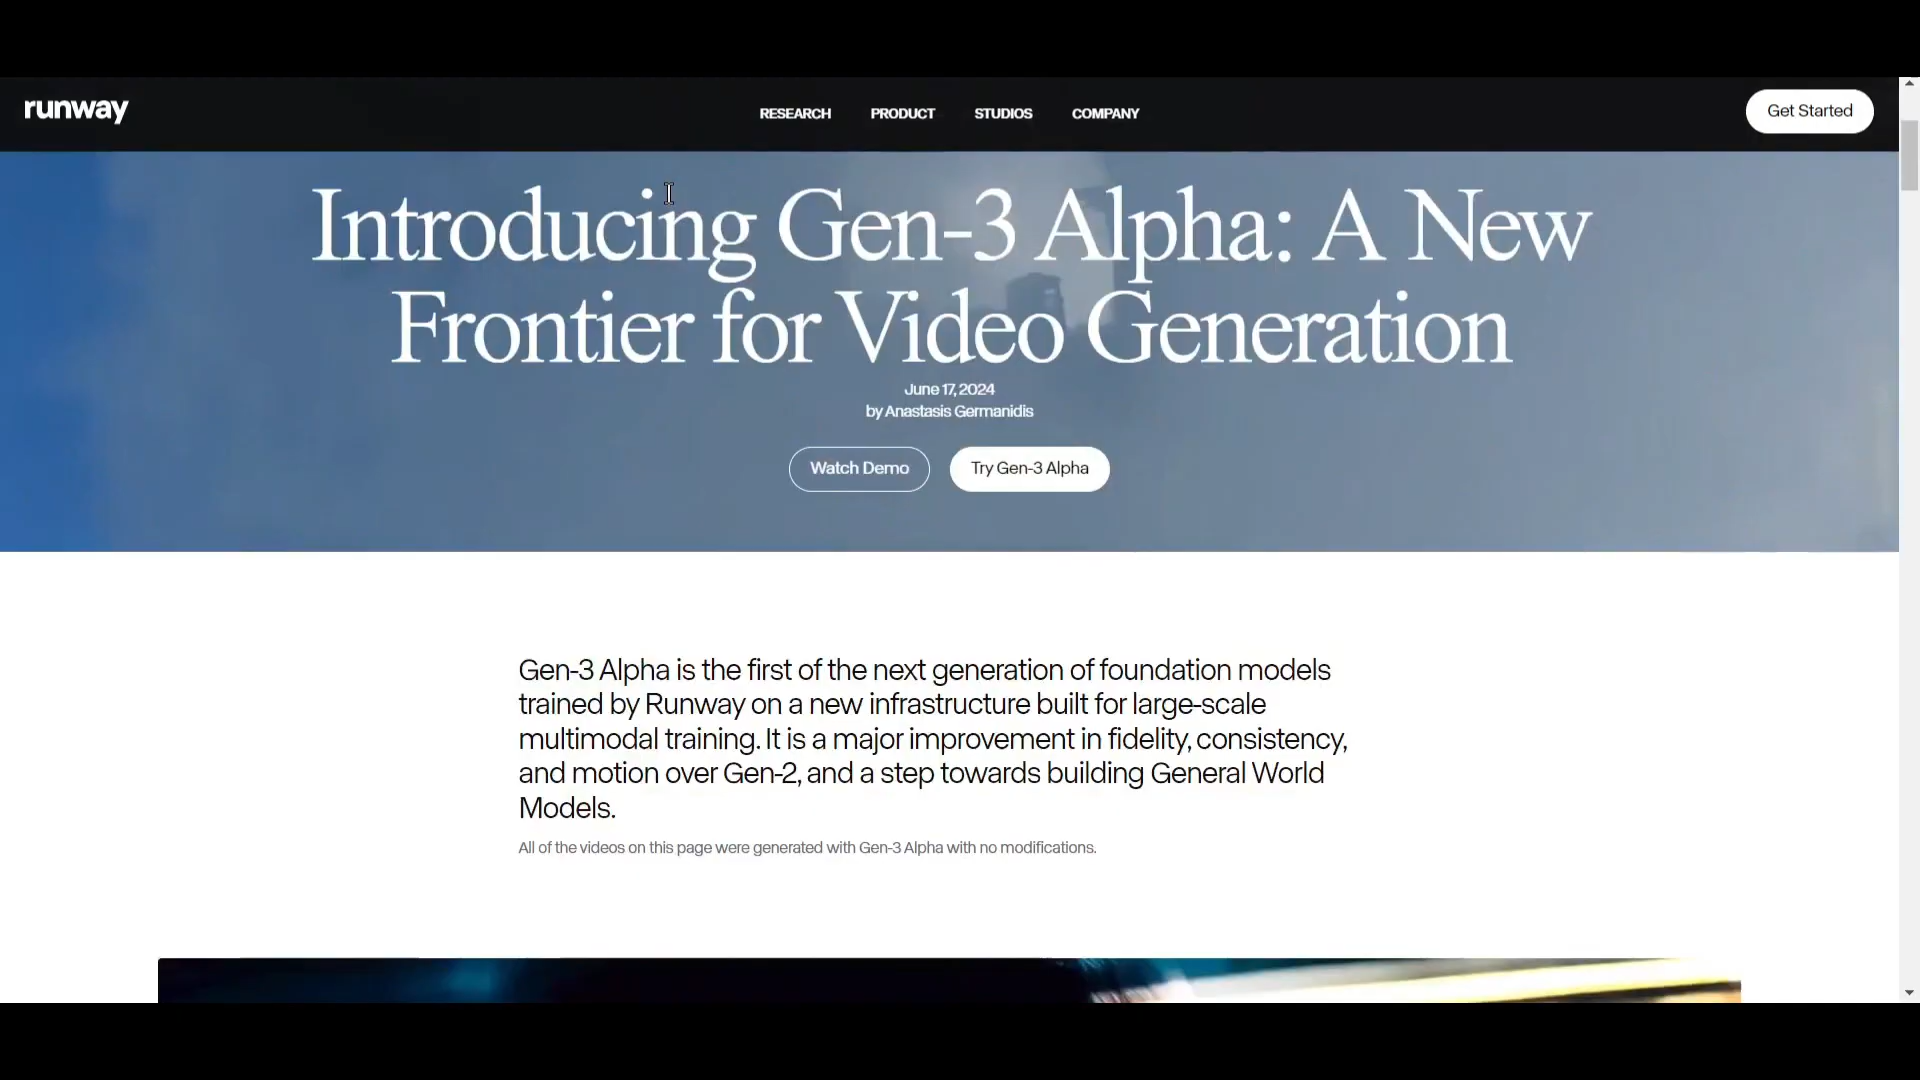 runway
RESEARCH PRODUCT STUDIOS COMPANY
Get Started
Introducing Gen-3 Alpha: A New
Frontier for Video Generation
June 17, 2024
by Anastasis Germanidis
Watch Demo
Try Gen-3 Alpha
Gen-3 Alpha is the first of the next generation of foundation models
trained by Runway on a new infrastructure built for large-scale
multimodal training. It is a major improvement in fidelity, consistency,
and motion over Gen-2, and a step towards building General World
Models.
All of the videos on this page were generated with Gen-3 Alpha with no modifications.